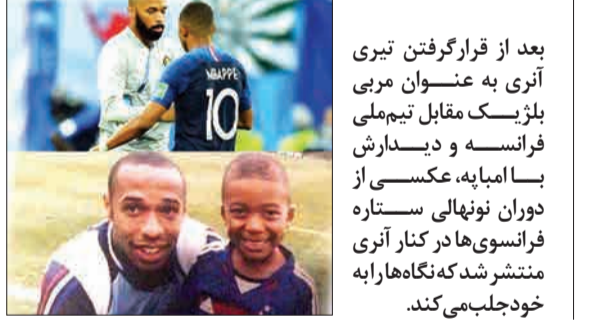 بعد از قرارگرفتن تیری
آنری به عنوان مربی
بلژیک مقابل تیم‌ملی
فرانسه و دیدارش
با امباپه، عکسی از
دوران نونهالی ستاره
فرانسوی‌ها در کنار آنری
منتشر شد که نگاه‌ها را به
خود جلب می‌کند.
MBAPPE
10